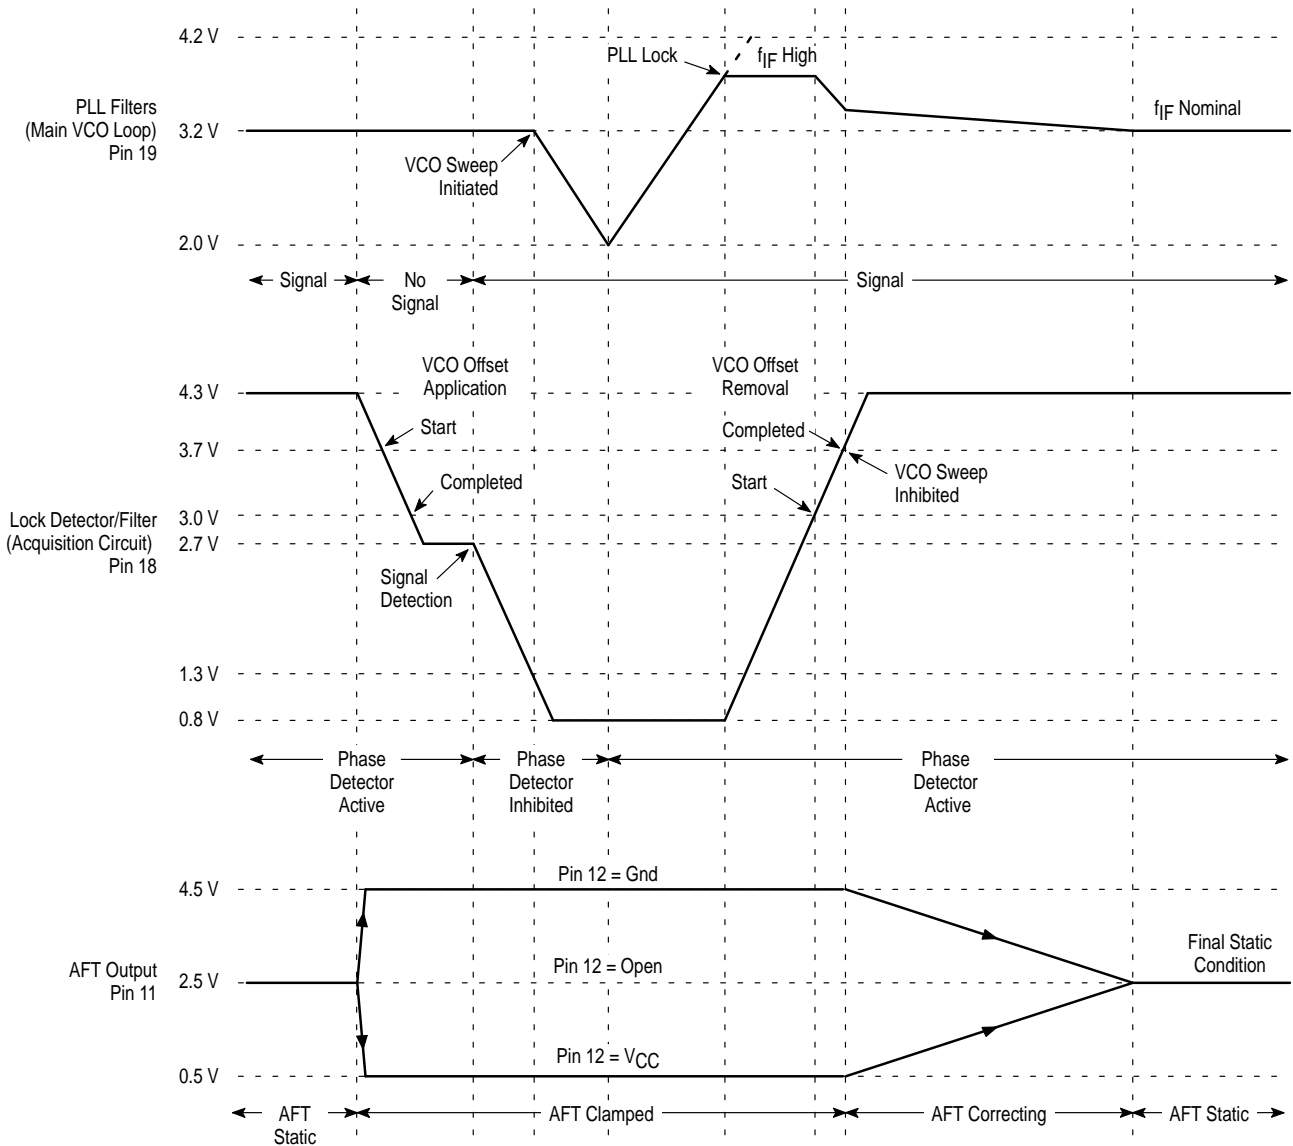 4.2 V
PLL Lock
fIF High
PLL Filters
(Main VCO Loop)
Pin 19
3.2 V
fIF Nominal
VCO Sweep
Initiated
2.0 V
Signal
No
Signal
Signal
VCO Offset
Application
VCO Offset
Removal
4.3 V
Start
Completed
3.7 V
VCO Sweep
Inhibited
Completed
Start
Lock Detector/Filter
(Acquisition Circuit)
Pin 18
3.0 V
2.7 V
Signal
Detection
1.3 V
0.8 V
Phase
Detector
Active
Phase
Detector
Inhibited
Phase
Detector
Active
4.5 V
Pin 12 = Gnd
AFT Output
Pin 11
2.5 V
Pin 12 = Open
Final Static
Condition
Pin 12 = VCC
0.5 V
AFT
Static
AFT Clamped
AFT Correcting
AFT Static